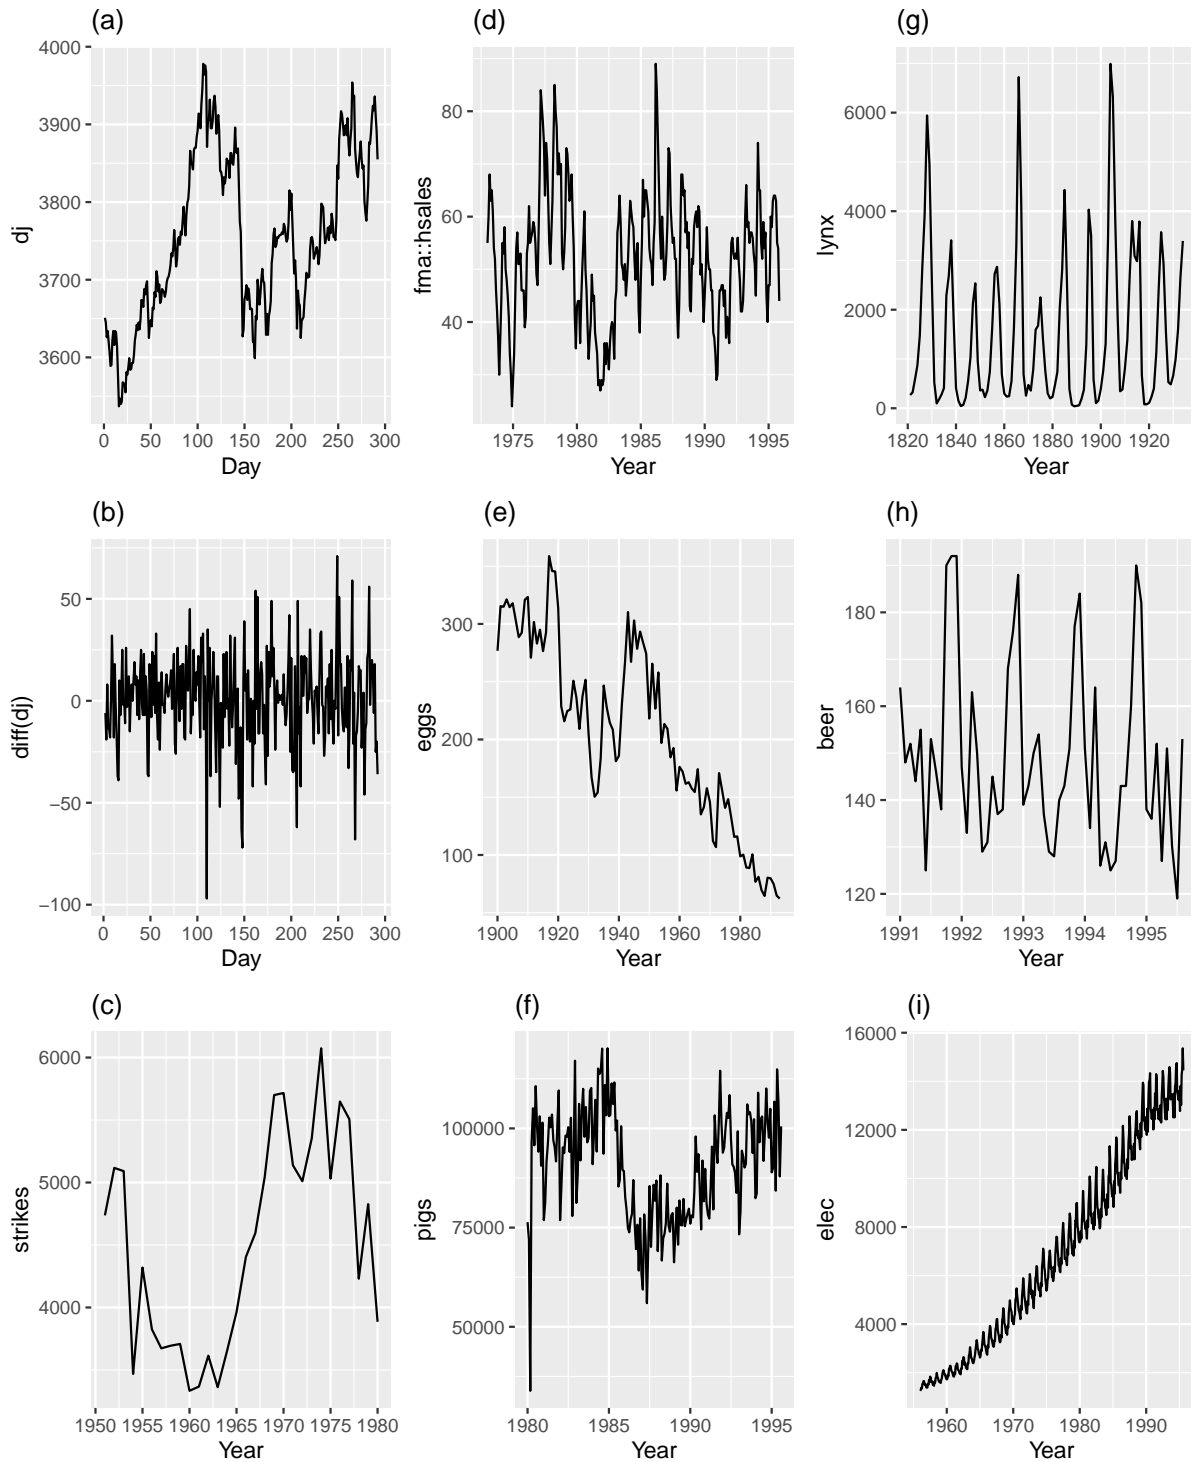 (a)
4000
3900
3800
3700
3600
dj
0 50 100 150 200 250 300
Day
(d)
80
60
40
fma::hsales
1975 1980 1985 1990 1995
Year
(g)
6000
4000
2000
0
lynx
1820 1840 1860 1880 1900 1920
Year
(b)
50
0
−50
−100
diff(dj)
0 50 100 150 200 250 300
Day
(e)
300
200
100
eggs
1900 1920 1940 1960 1980
Year
(h)
180
160
140
120
beer
1991 1992 1993 1994 1995
Year
(c)
6000
5000
4000
strikes
1950 1955 1960 1965 1970 1975 1980
Year
(f)
100000
75000
50000
pigs
1980 1985 1990 1995
Year
(i)
16000
12000
8000
4000
elec
1960 1970 1980 1990
Year